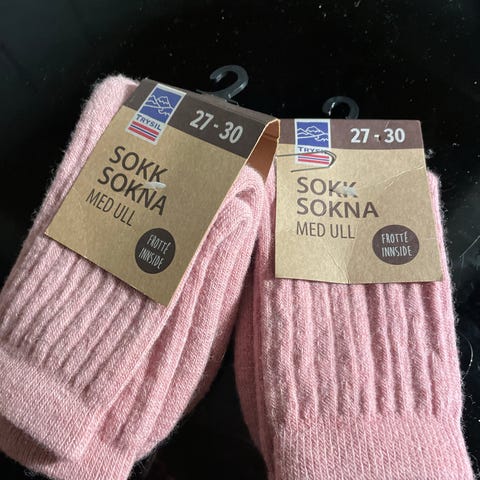 TRYSIL
27 - 30
SOKK
SOKNA
MED ULL
FROTTÉ
INNSIDE
TRYSIL
27 - 30
SOKK
SOKNA
MED ULL
FROTTÉ
INNSIDE